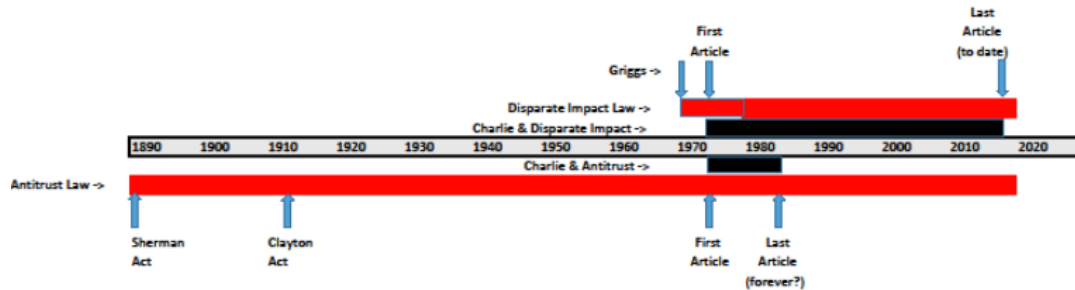 Last
First
Article
Article
(to date)
Griggs ->
Disparate Impact Law ->
Charlie & Disparate Impact ->
1890 1900 1910 1920 1930 1940 1950 1960 1970 1980 1990 2000 2010 2020
Charlie & Antitrust ->
Antitrust Law ->
Sherman
Act
Clayton
Act
First
Article
Last
Article
(forever?)